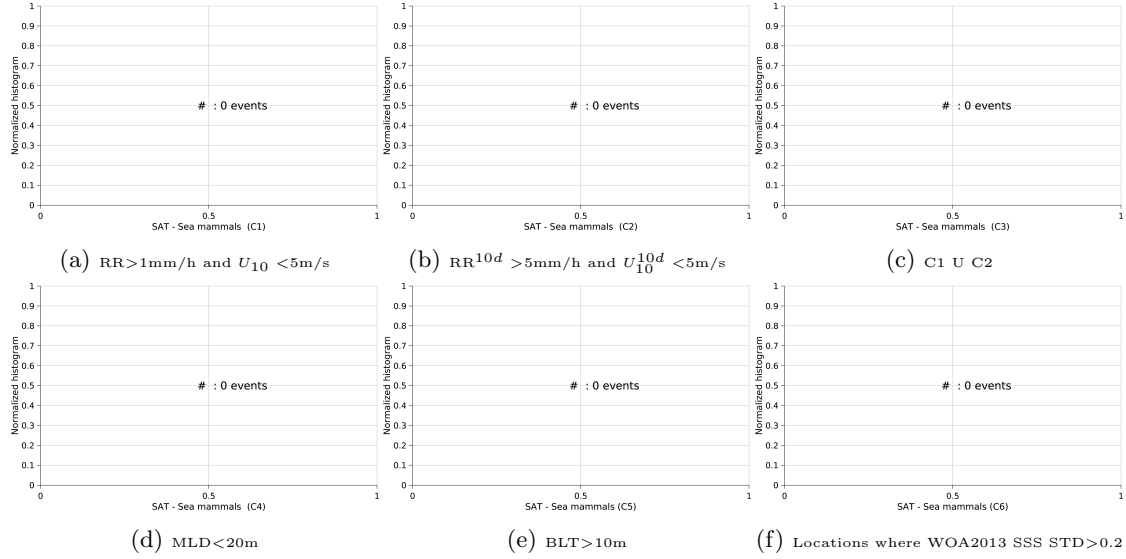 1
0.9
0.8
0.7
0.6
0.5
0.4
0.3
0.2
0.1
0
Normalized histogram
# : 0 events
0 0.5 1
SAT - Sea mammals (C1)
(a) RR>1mm/h and U10 <5m/s
1
0.9
0.8
0.7
0.6
0.5
0.4
0.3
0.2
0.1
0
Normalized histogram
# : 0 events
0 0.5 1
SAT - Sea mammals (C2)
(b) RR10d >5mm/h and U10d10 <5m/s
1
0.9
0.8
0.7
0.6
0.5
0.4
0.3
0.2
0.1
0
Normalized histogram
# : 0 events
0 0.5 1
SAT - Sea mammals (C3)
(c) C1 U C2
1
0.9
0.8
0.7
0.6
0.5
0.4
0.3
0.2
0.1
0
Normalized histogram
# : 0 events
0 0.5 1
SAT - Sea mammals (C4)
(d) MLD<20m
1
0.9
0.8
0.7
0.6
0.5
0.4
0.3
0.2
0.1
0
Normalized histogram
# : 0 events
0 0.5 1
SAT - Sea mammals (C5)
(e) BLT>10m
1
0.9
0.8
0.7
0.6
0.5
0.4
0.3
0.2
0.1
0
Normalized histogram
# : 0 events
0 0.5 1
SAT - Sea mammals (C6)
(f) Locations where WOA2013 SSS STD>0.2